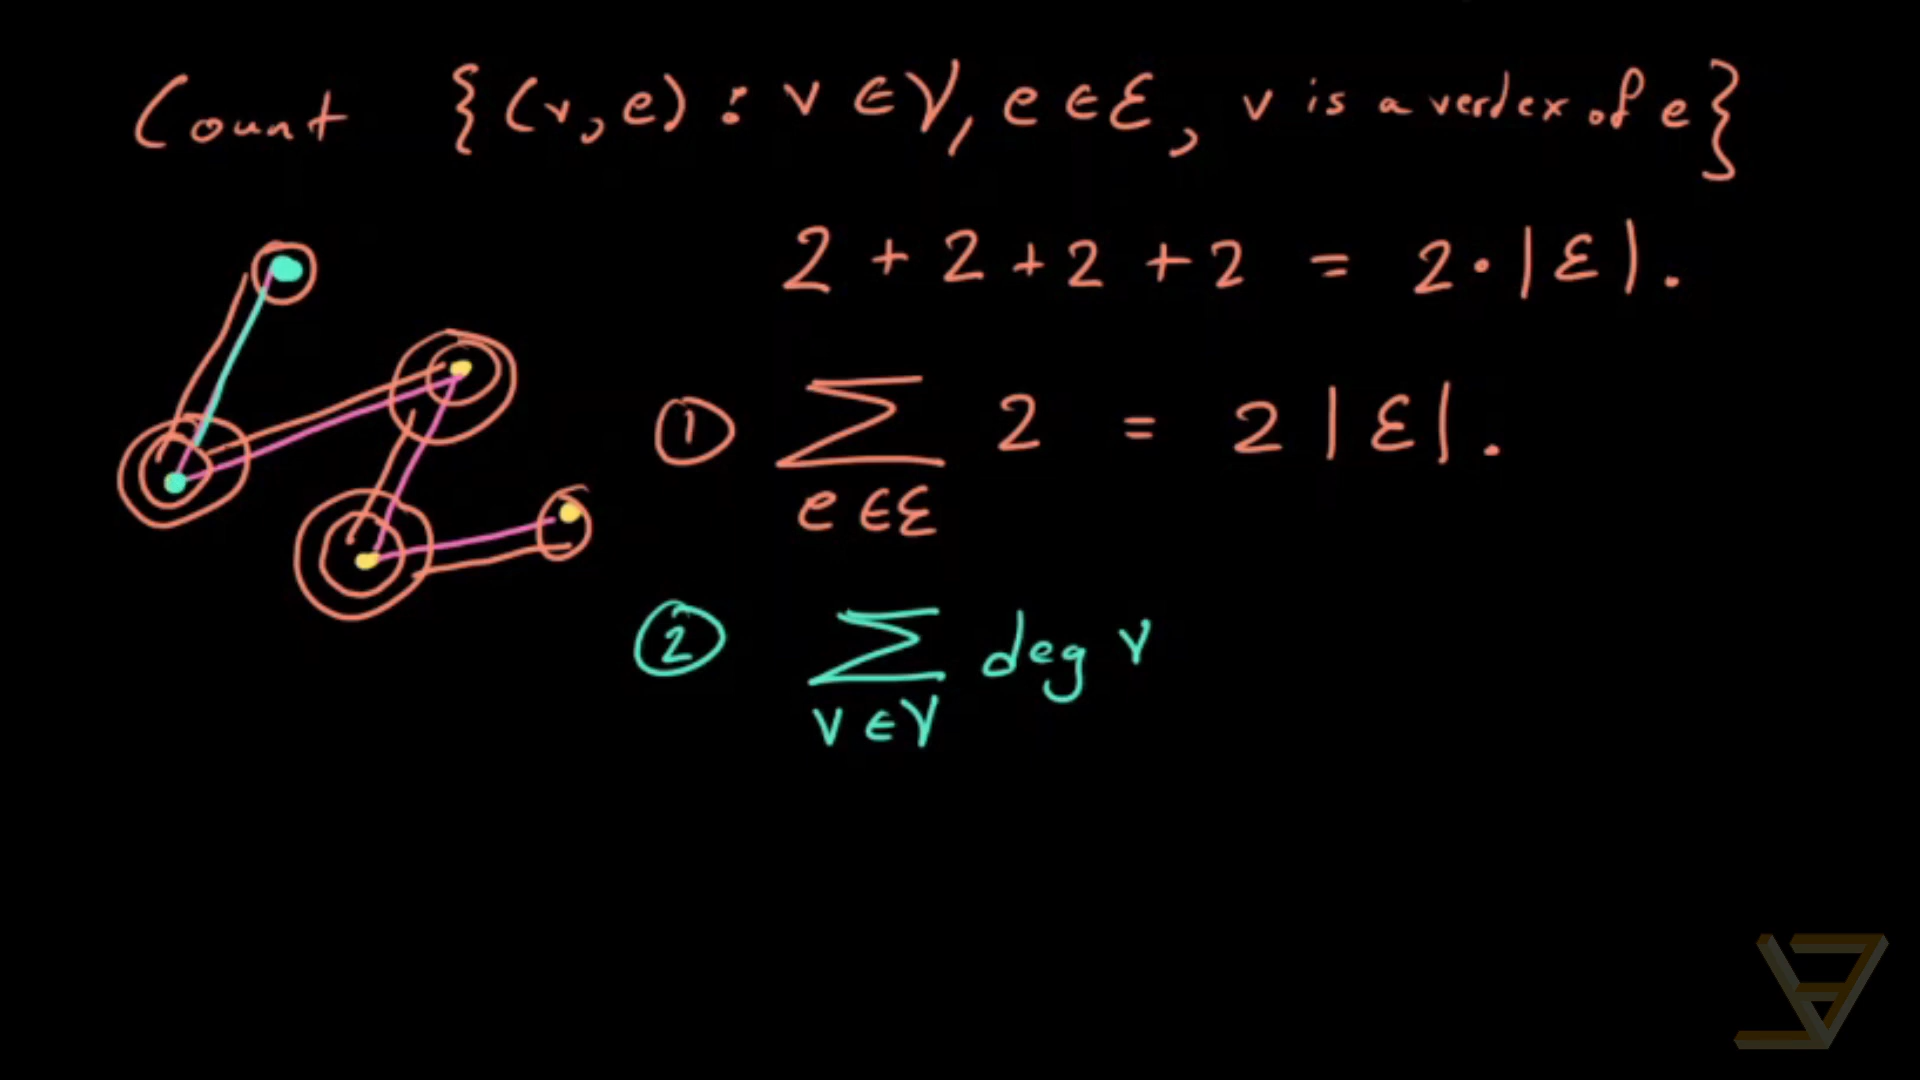 Count {(v,e) : v ∈ V, e ∈ Ɛ, v is a vertex of e}
2 + 2 + 2 + 2 = 2 · |Ɛ|.
① ∑ 2 = 2 |Ɛ|.
e ∈ Ɛ
② ∑ deg v
v ∈ V